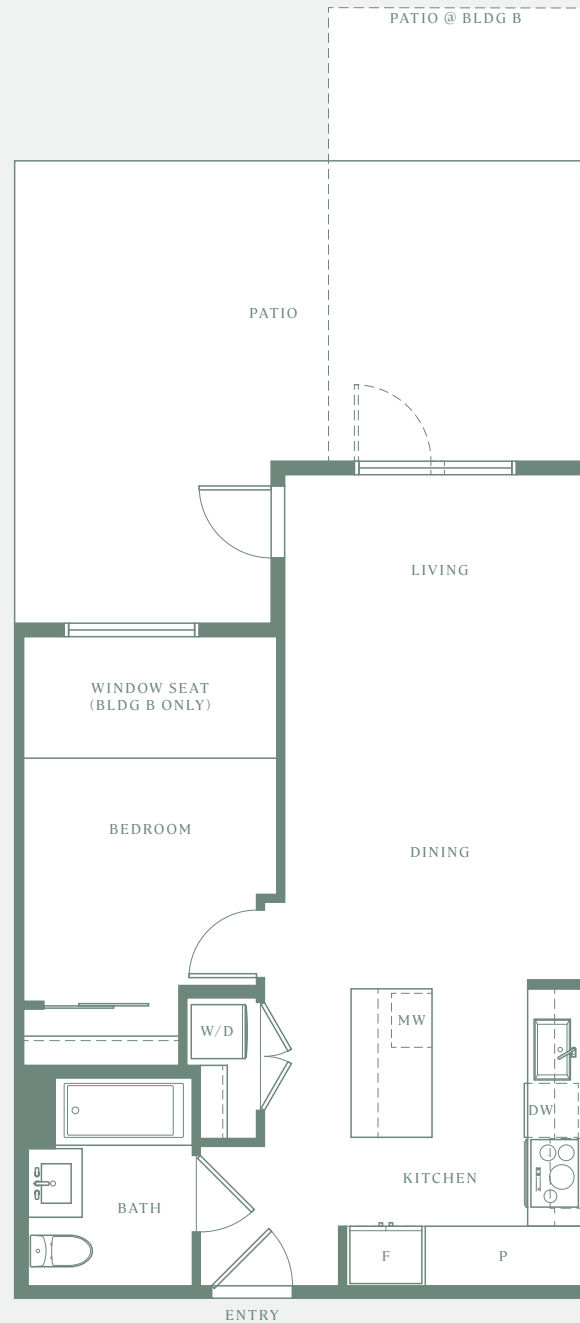 PATIO @ BLDG B
PATIO
LIVING
WINDOW SEAT
(BLDG B ONLY)
BEDROOM
DINING
W/D
MW
DW
KITCHEN
BATH
F
P
ENTRY